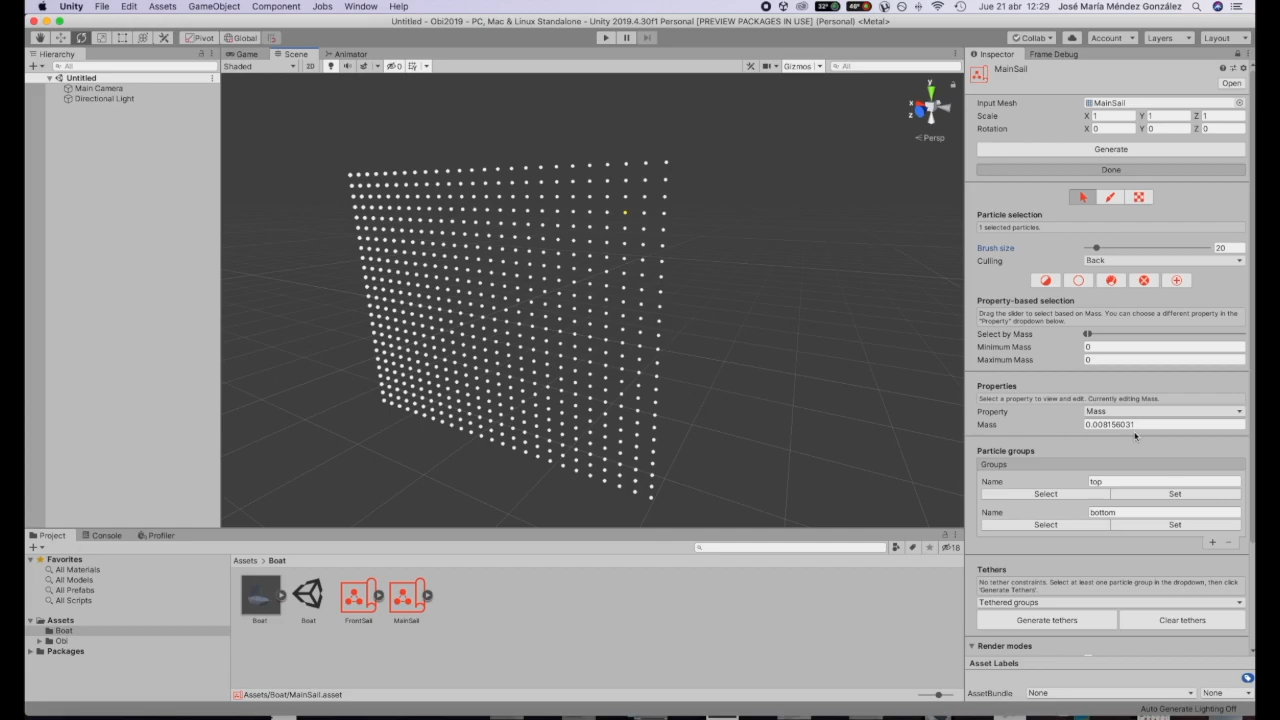 Unity File Edit Assets GameObject Component Jobs Window Help 32° 40° Jue 21 abr 12:29 José María Méndez González
Untitled - Obi2019 - PC, Mac & Linux Standalone - Unity 2019.4.30f1 Personal [PREVIEW PACKAGES IN USE] (Personal) <Metal>
Pivot Global Collab Account Layers Layout
Hierarchy Game Scene Animator Inspector Frame Debug
All Shaded 2D 0 Gizmos All MainSail
Untitled Open
Main Camera
Directional Light
y
x
Persp
Input Mesh MainSail
Scale X 1 Y 1 Z 1
Rotation X 0 Y 0 Z 0
Generate
Done
Particle selection
1 selected particles.
Brush size 20
Culling Back
Property-based selection
Drag the slider to select based on Mass. You can choose a different property in the
"Property" dropdown below.
Select by Mass
Minimum Mass 0
Maximum Mass 0
Properties
Select a property to view and edit. Currently editing Mass.
Property Mass
Mass 0.008156031
Particle groups
Groups
Name top
Select Set
Name bottom
Select Set
+ −
Tethers
No tether constraints. Select at least one particle group in the dropdown, then click
'Generate Tethers'.
Tethered groups
Generate tethers Clear tethers
Render modes
Asset Labels
AssetBundle None None
Auto Generate Lighting Off
Project Console Profiler
+ 18
Favorites
All Materials
All Models
All Prefabs
All Scripts
Assets
Boat
Obi
Packages
Assets > Boat
Boat Boat FrontSail MainSail
Assets/Boat/MainSail.asset